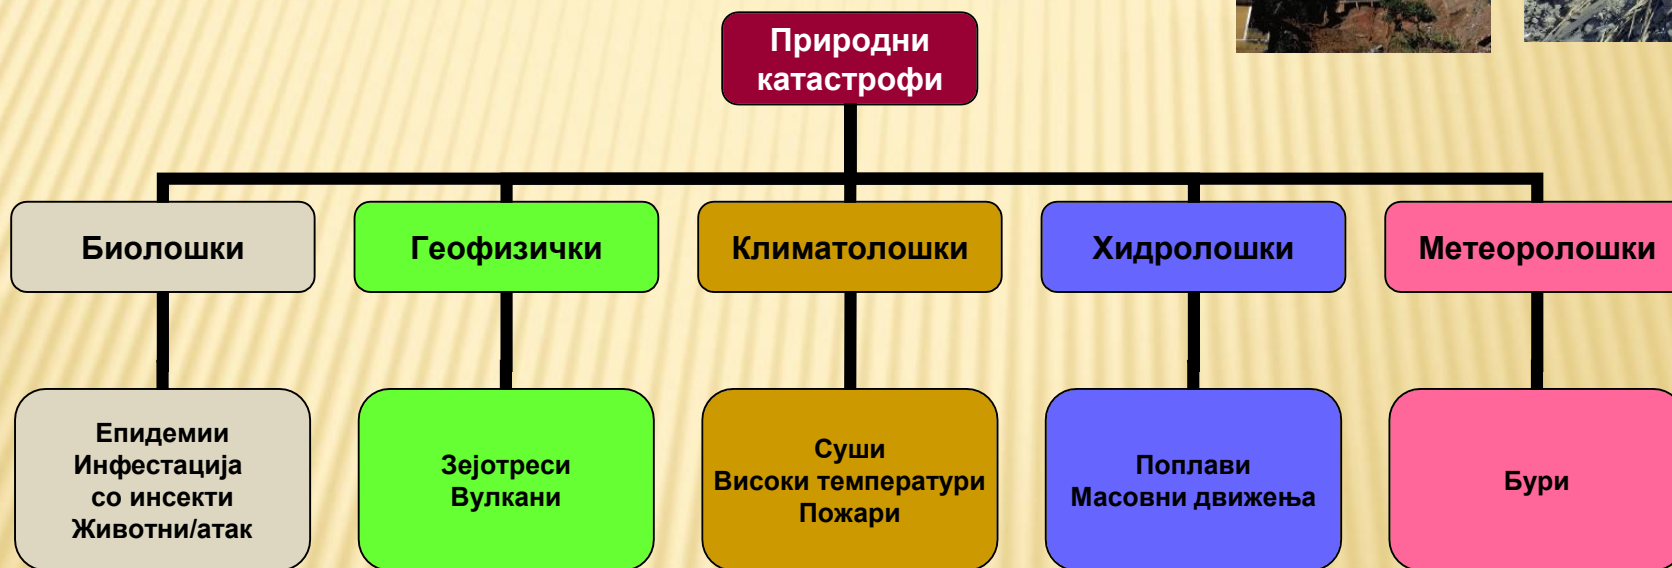 Природни
катастрофи
Биолошки
Геофизички
Климатолошки
Хидролошки
Метеоролошки
Епидемии
Инфестација
со инсекти
Животни/атак
Зејотреси
Вулкани
Суши
Високи температури
Пожари
Поплави
Масовни движења
Бури